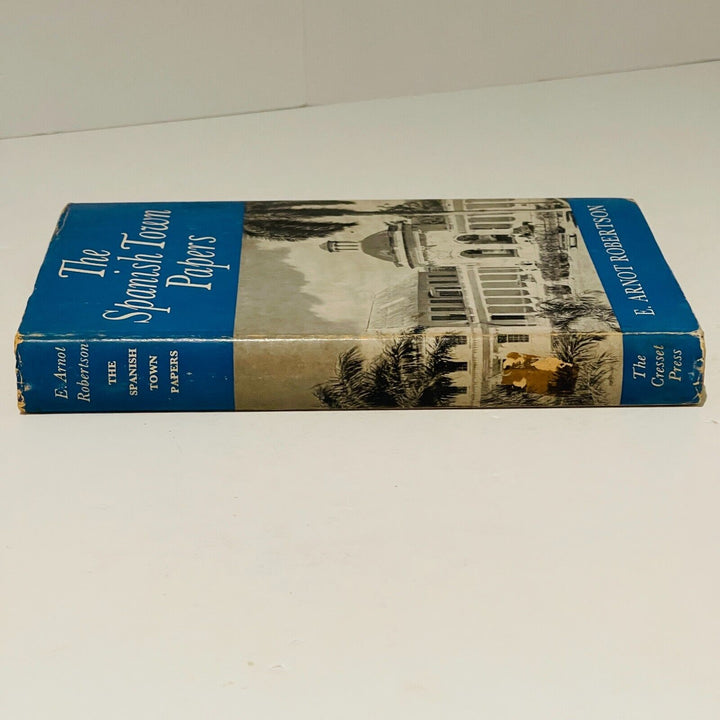 The
Spanish Town
Papers
E. ARNOT ROBERTSON
E. Arnot
Robertson
THE
SPANISH
TOWN
PAPERS
The
Cresset
Press